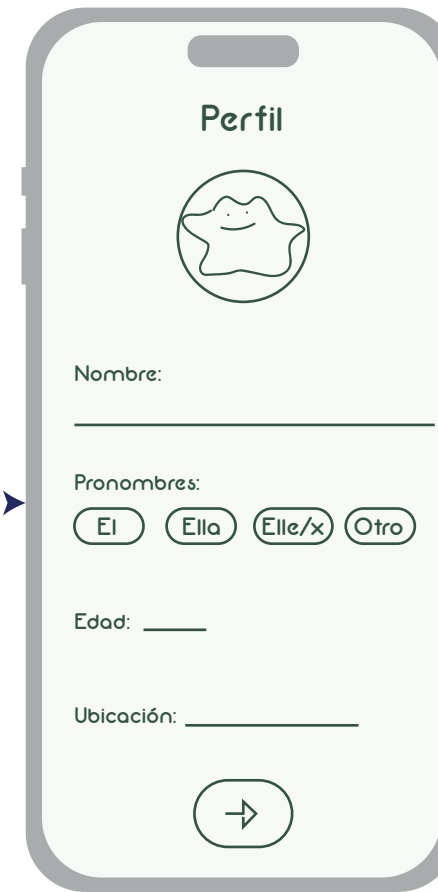 Perfil
Nombre:
Pronombres:
El Ella Elle/x Otro
Edad:
Ubicación: